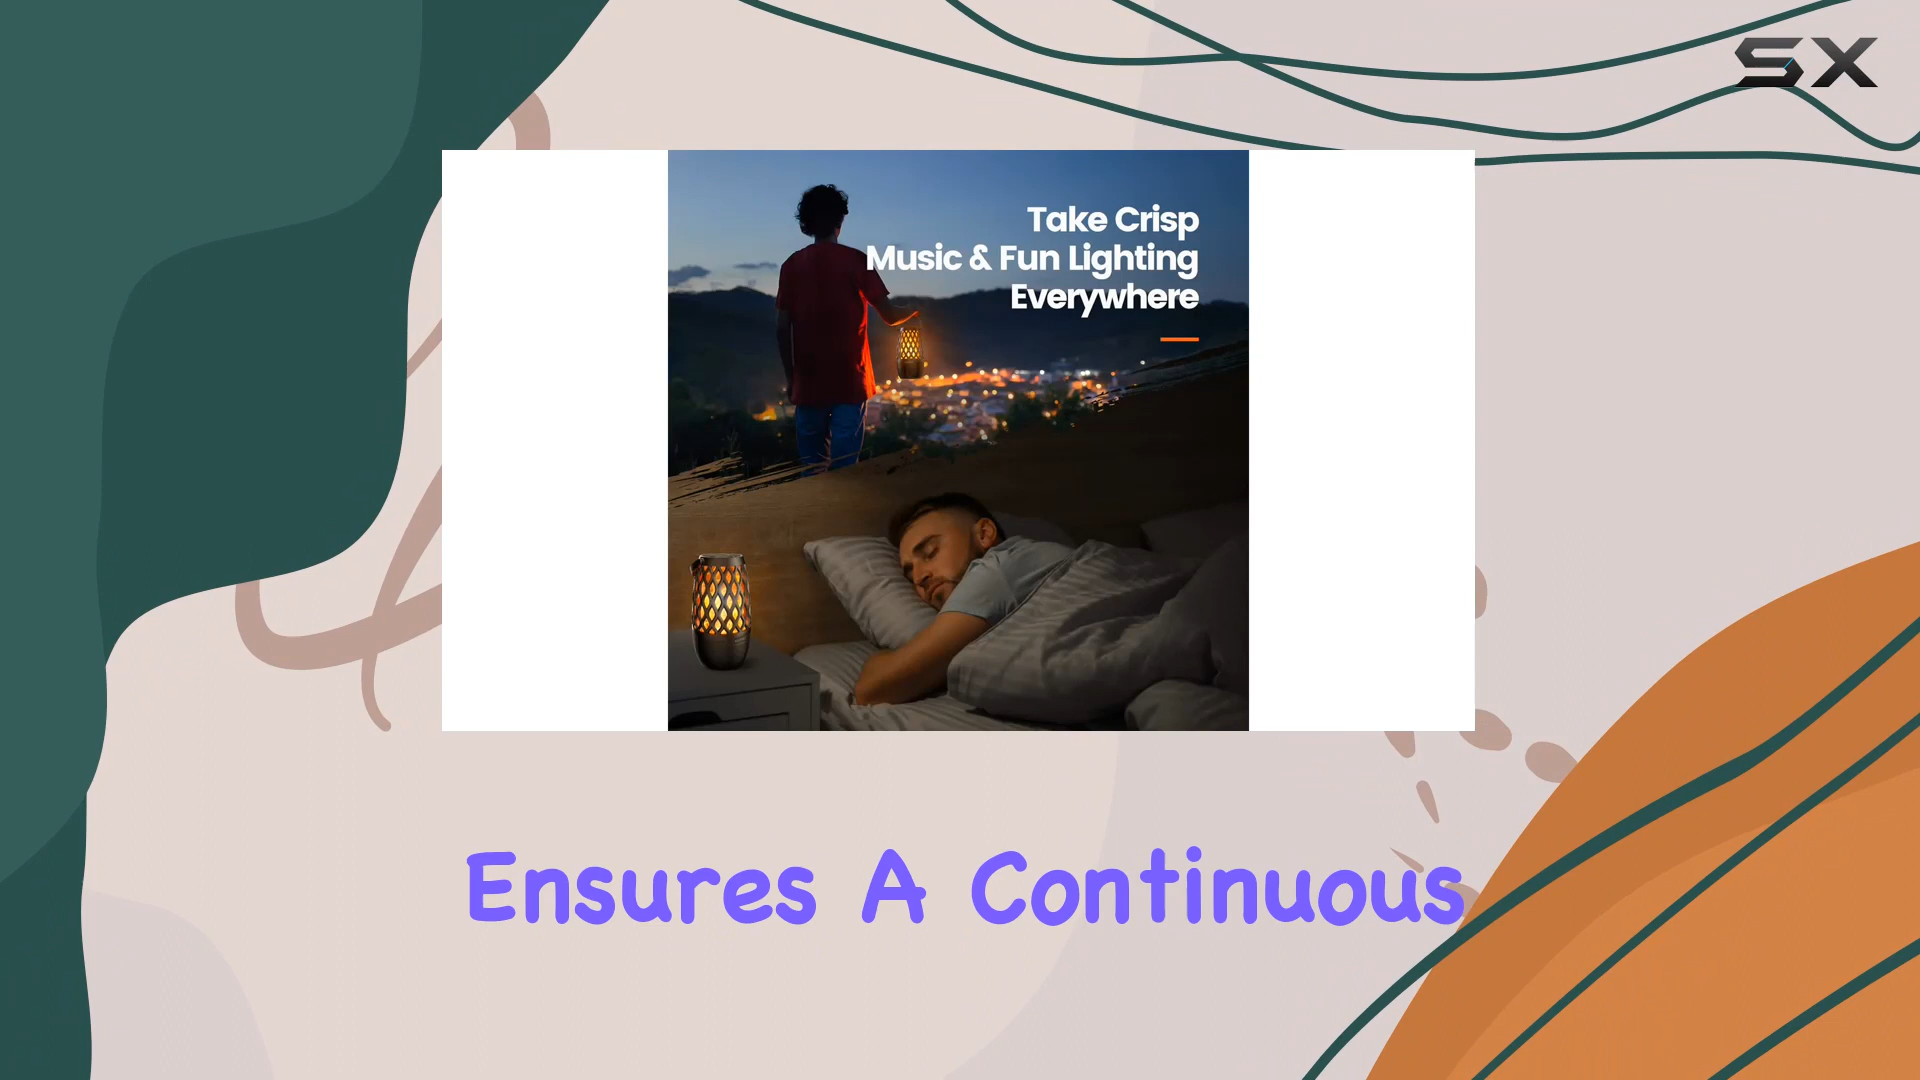 SX
Take Crisp
Music & Fun Lighting
Everywhere
Ensures A Continuous